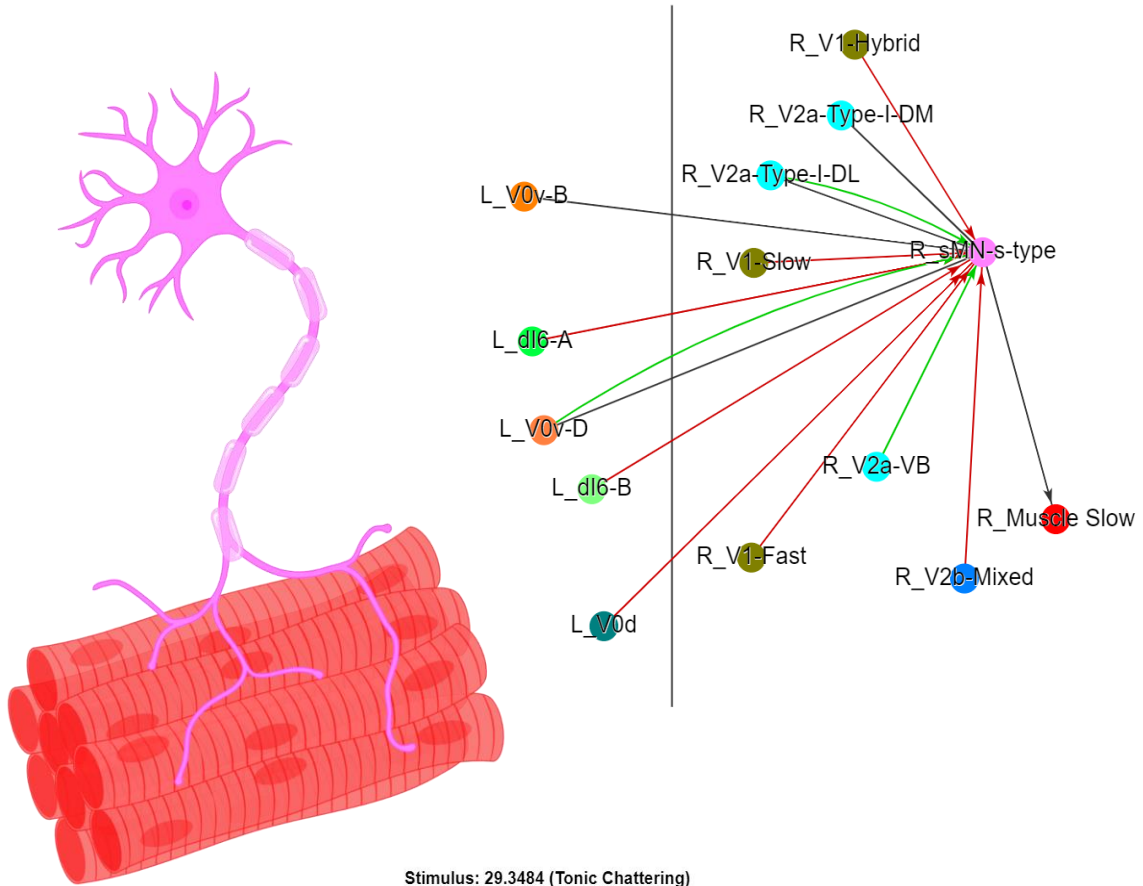 R_V1-Hybrid
R_V2a-Type-I-DM
R_V2a-Type-I-DL
L_V0v-B
R_sMN-s-type
R_V1-Slow
L_dI6-A
L_V0v-D
R_V2a-VB
L_dI6-B
R_Muscle Slow
R_V1-Fast
R_V2b-Mixed
L_V0d
Stimulus: 29.3484 (Tonic Chattering)